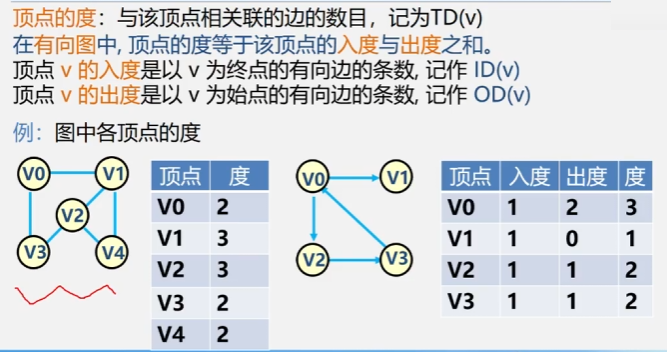 顶点的度：与该顶点相关联的边的数目，记为TD(v)
在有向图中, 顶点的度等于该顶点的入度与出度之和。
顶点 v 的入度是以 v 为终点的有向边的条数, 记作 ID(v)
顶点 v 的出度是以 v 为始点的有向边的条数, 记作 OD(v)
例：图中各顶点的度
V0 V1
V2
V3 V4
顶点 度
V0 2
V1 3
V2 3
V3 2
V4 2
V0 V1
V2 V3
顶点 入度 出度 度
V0 1 2 3
V1 1 0 1
V2 1 1 2
V3 1 1 2